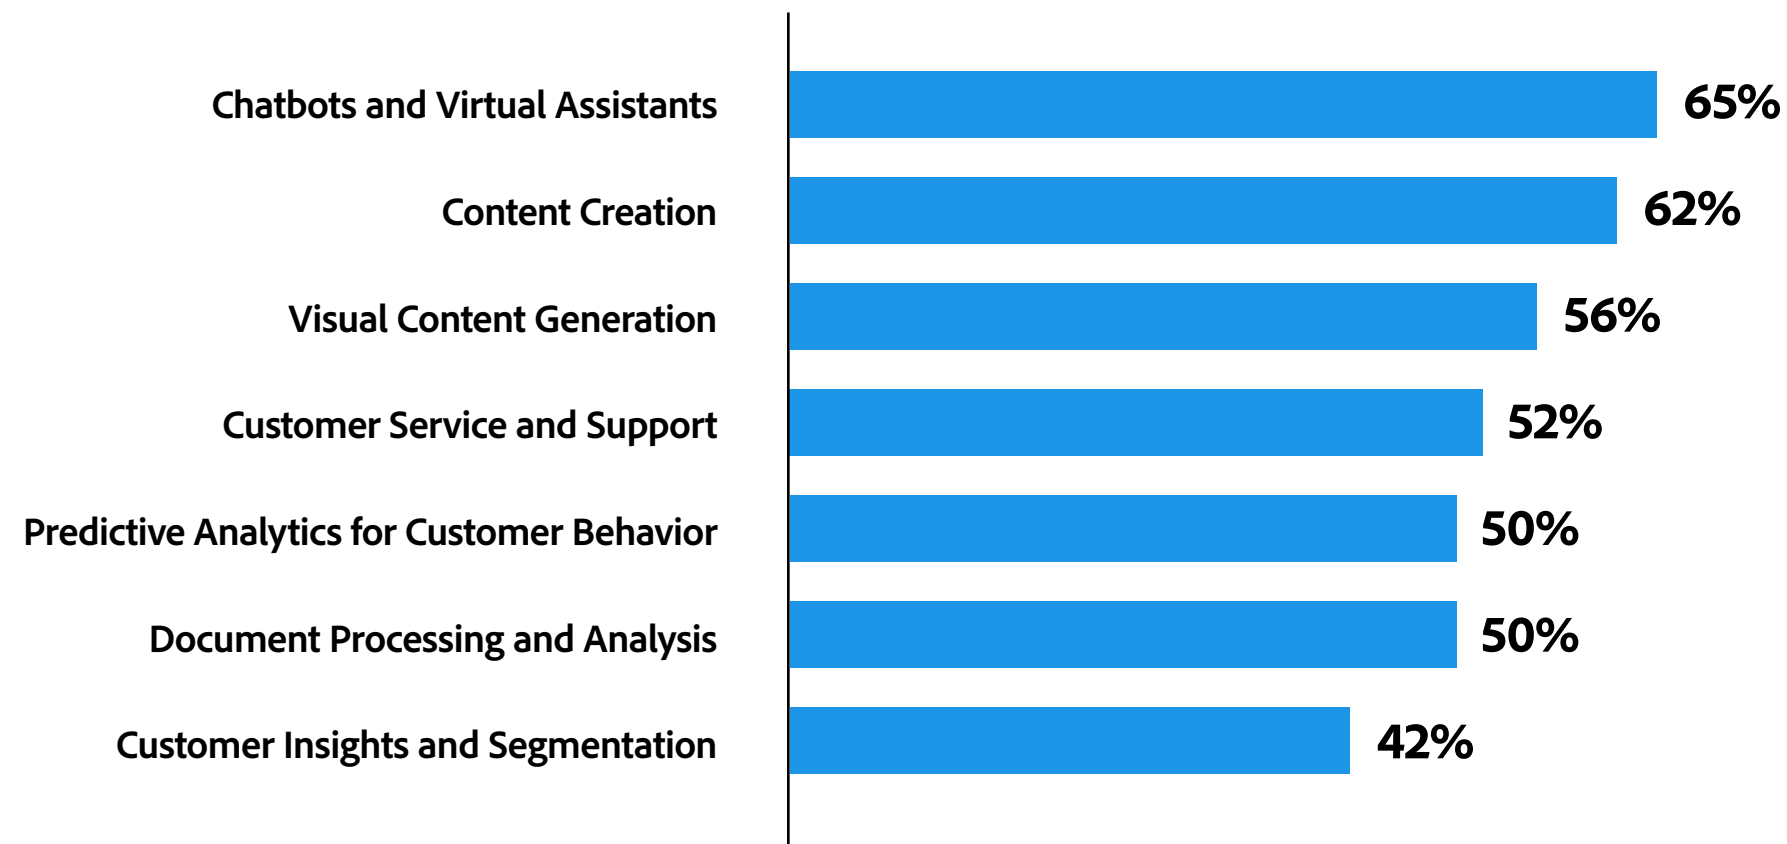 Chatbots and Virtual Assistants 65%
Content Creation 62%
Visual Content Generation 56%
Customer Service and Support 52%
Predictive Analytics for Customer Behavior 50%
Document Processing and Analysis 50%
Customer Insights and Segmentation 42%